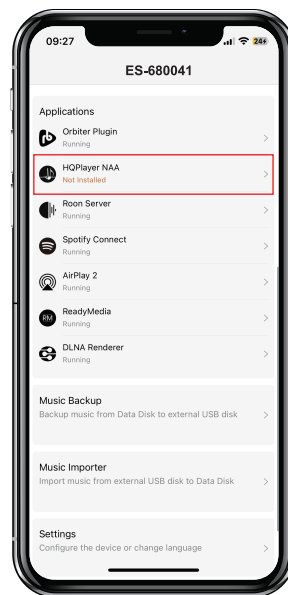 09:27
24+
ES-680041
Applications
Orbiter Plugin
Running
HQPlayer NAA
Not Installed
Roon Server
Running
Spotify Connect
Running
AirPlay 2
Running
RM
ReadyMedia
Running
DLNA Renderer
Running
Music Backup
Backup music from Data Disk to external USB disk
Music Importer
Import music from external USB disk to Data Disk
Settings
Configure the device or change language